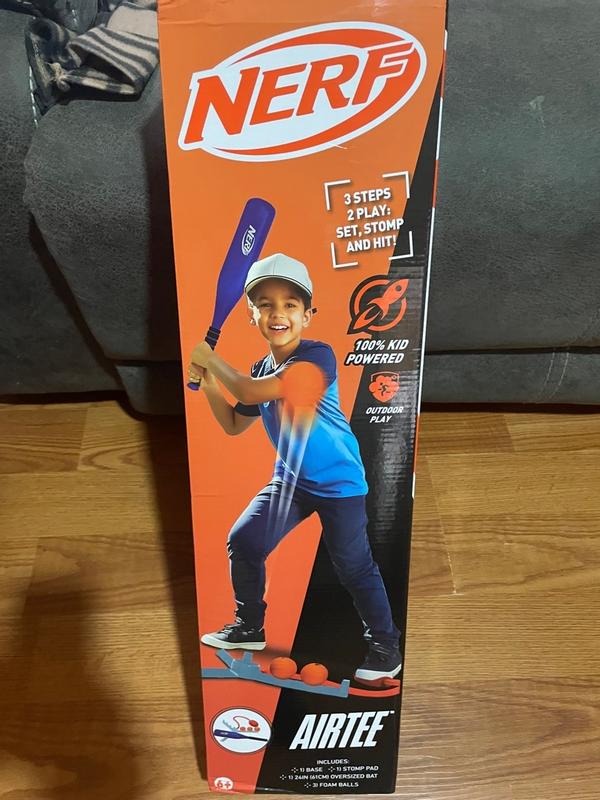 NERF
3 STEPS
2 PLAY:
SET, STOMP
AND HIT!
NERF
100% KID
POWERED
OUTDOOR
PLAY
AIRTEE™
INCLUDES:
1) BASE 1) STOMP PAD
1) 24IN (61CM) OVERSIZED BAT
3) FOAM BALLS
6+